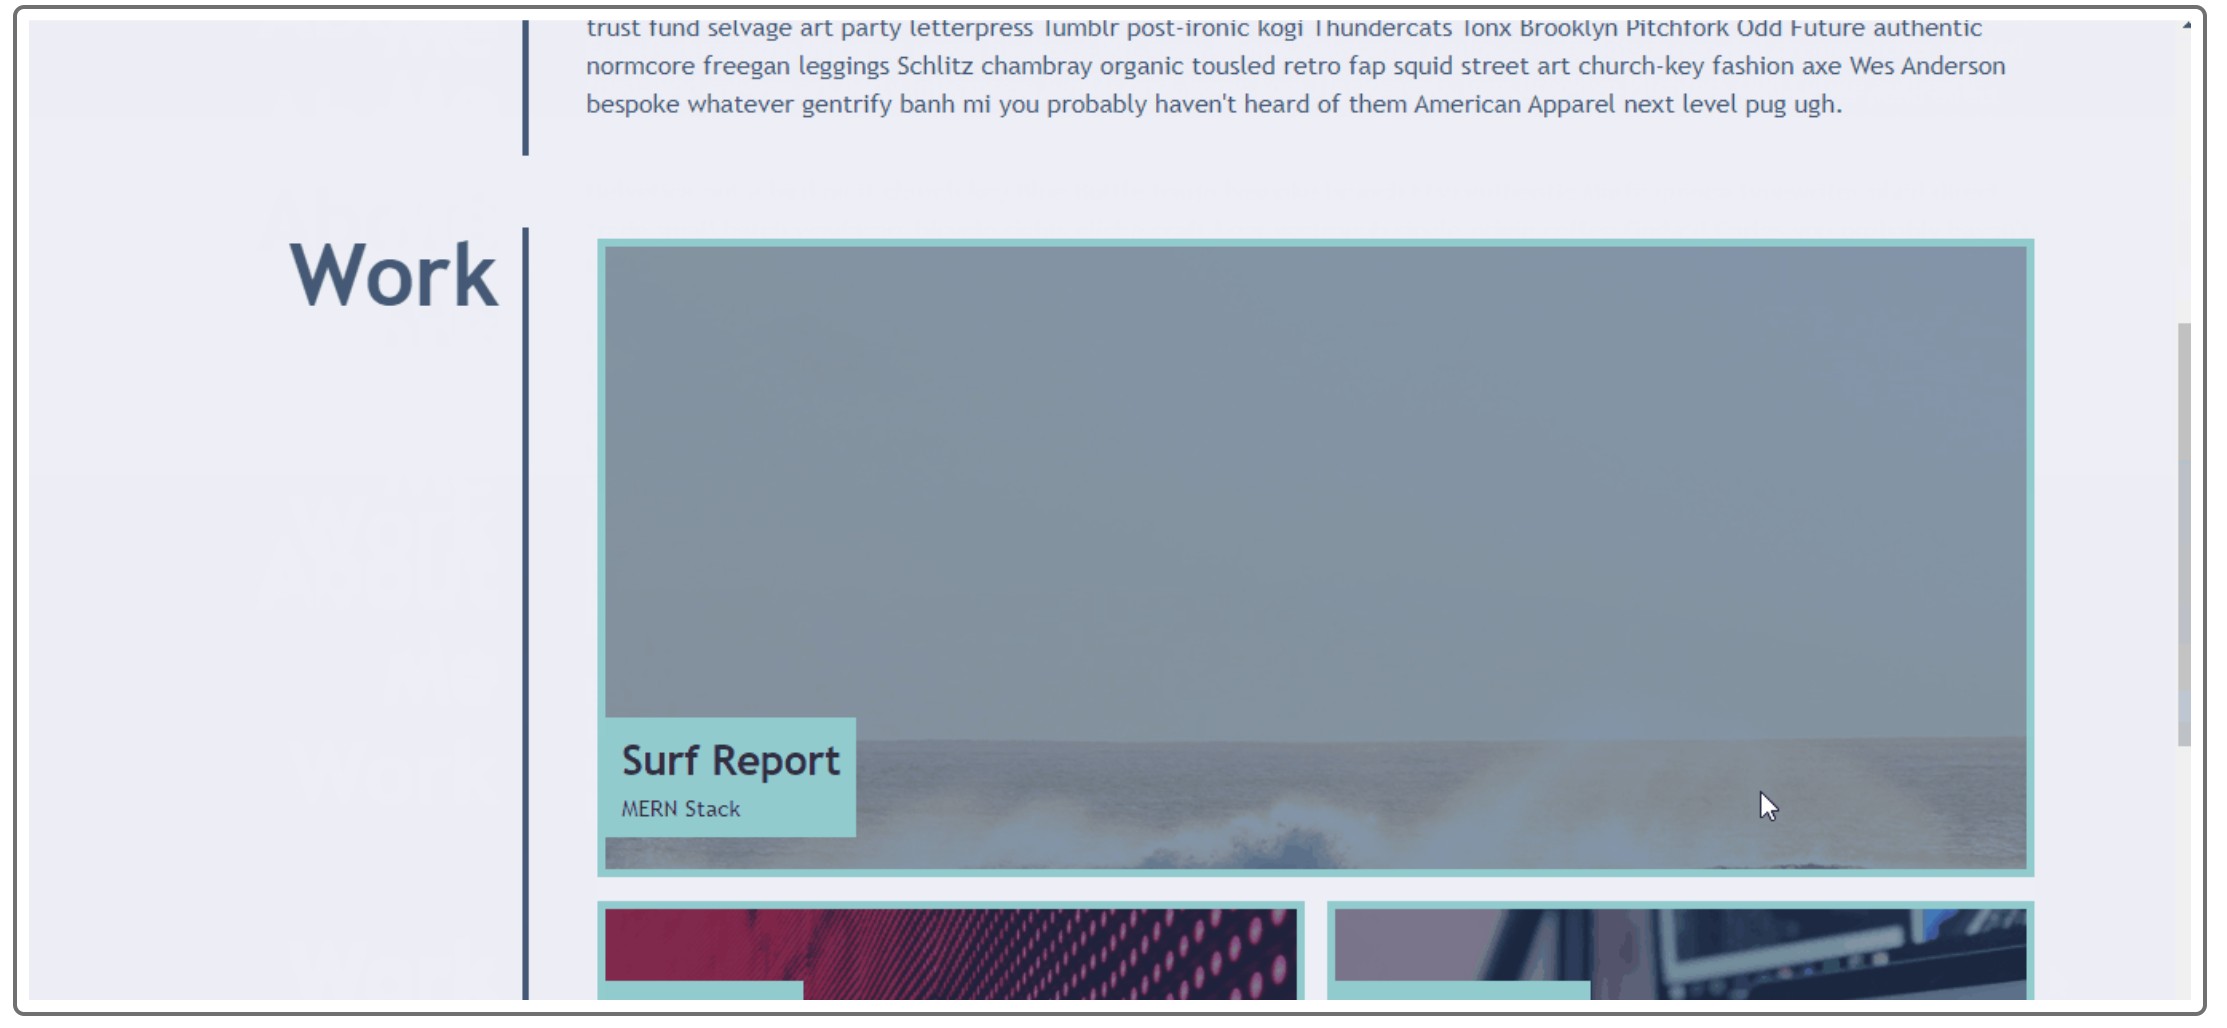 trust fund selvage art party letterpress Tumblr post-ironic kogi Thundercats Tonx Brooklyn Pitchfork Odd Future authentic
normcore freegan leggings Schlitz chambray organic tousled retro fap squid street art church-key fashion axe Wes Anderson
bespoke whatever gentrify banh mi you probably haven't heard of them American Apparel next level pug ugh.
Work
Surf Report
MERN Stack